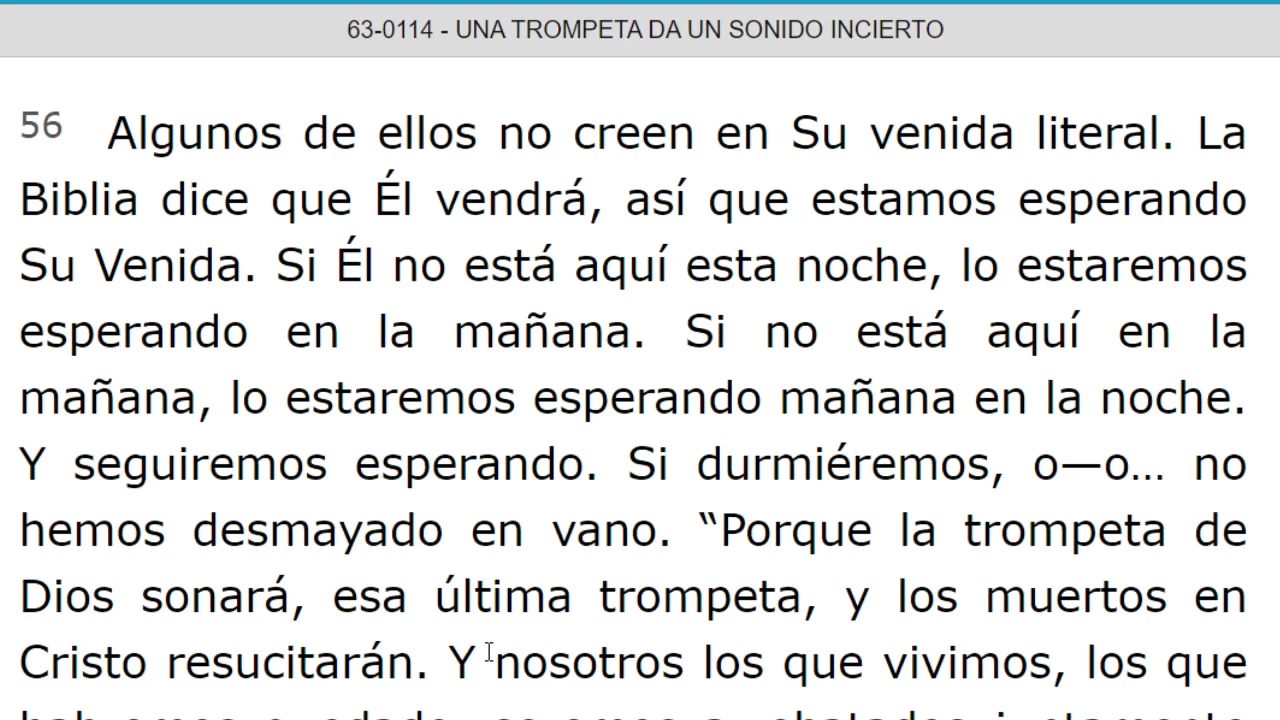 63-0114 - UNA TROMPETA DA UN SONIDO INCIERTO
56 Algunos de ellos no creen en Su venida literal. La
Biblia dice que Él vendrá, así que estamos esperando
Su Venida. Si Él no está aquí esta noche, lo estaremos
esperando en la mañana. Si no está aquí en la
mañana, lo estaremos esperando mañana en la noche.
Y seguiremos esperando. Si durmiéremos, o—o… no
hemos desmayado en vano. “Porque la trompeta de
Dios sonará, esa última trompeta, y los muertos en
Cristo resucitarán. Y nosotros los que vivimos, los que